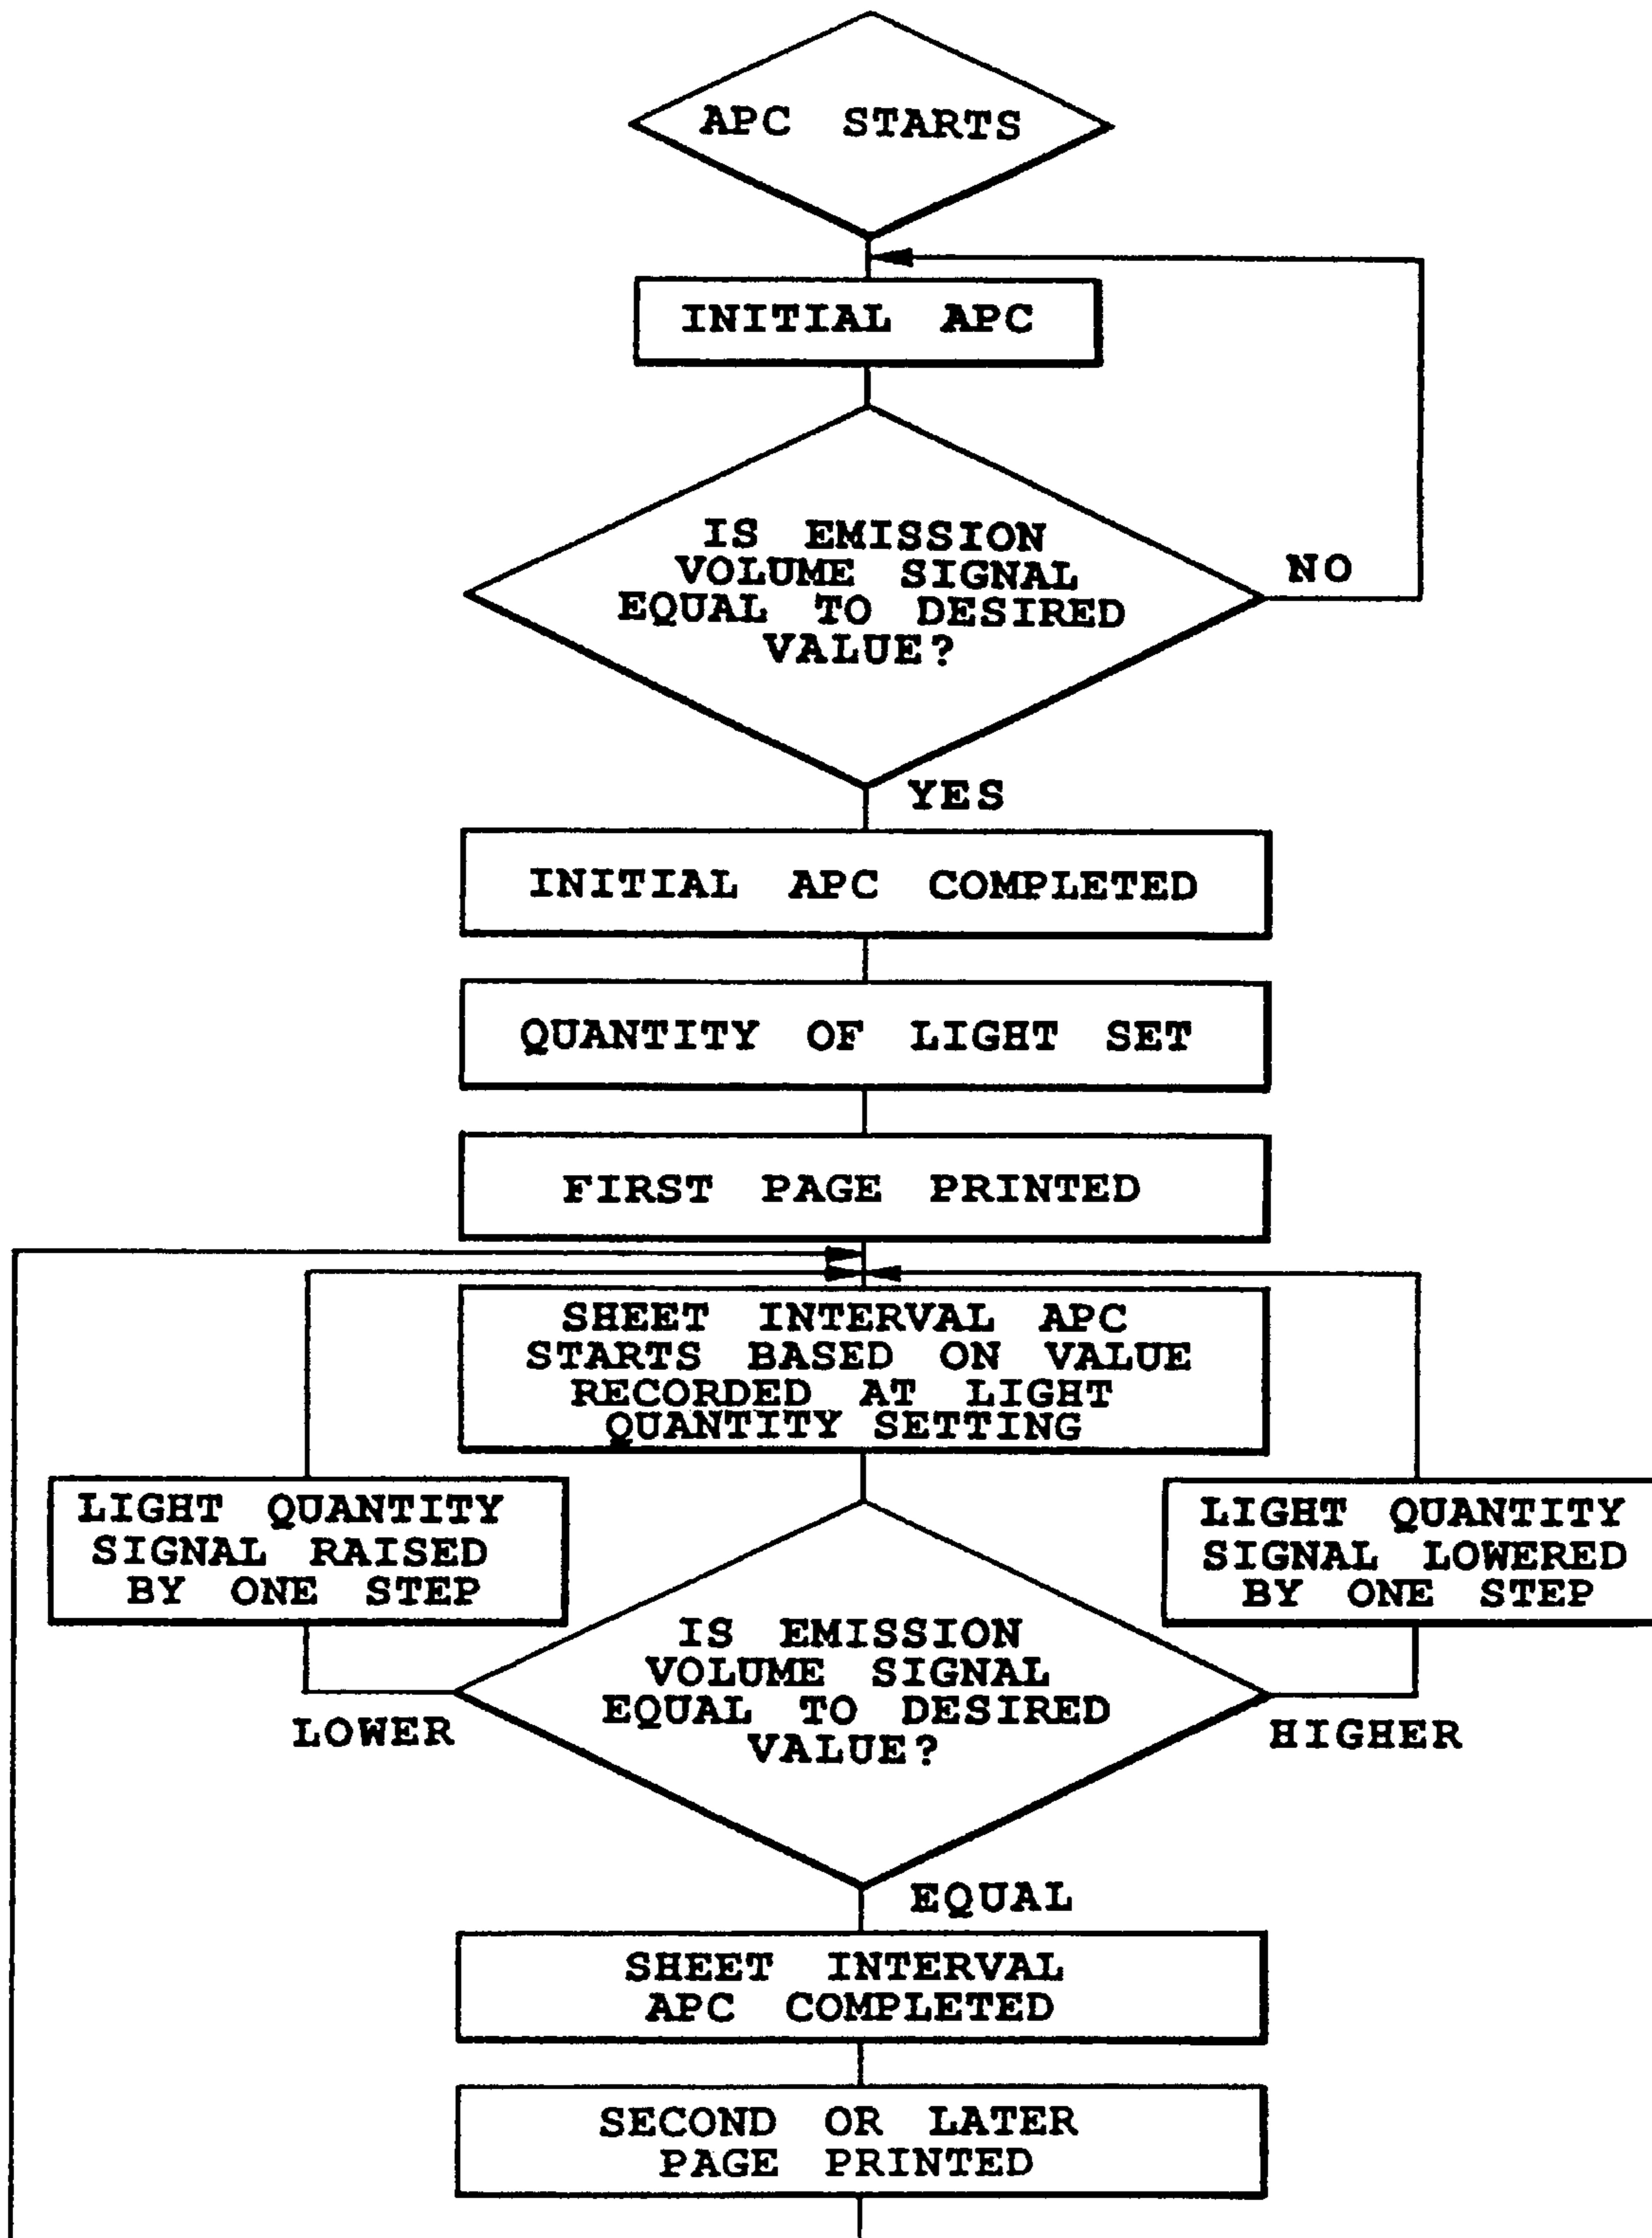 APC STARTS
INITIAL APC
IS EMISSION
VOLUME SIGNAL
EQUAL TO DESIRED
VALUE?
NO
YES
INITIAL APC COMPLETED
QUANTITY OF LIGHT SET
FIRST PAGE PRINTED
SHEET INTERVAL APC
STARTS BASED ON VALUE
RECORDED AT LIGHT
QUANTITY SETTING
LIGHT QUANTITY
SIGNAL RAISED
BY ONE STEP
LIGHT QUANTITY
SIGNAL LOWERED
BY ONE STEP
IS EMISSION
VOLUME SIGNAL
EQUAL TO DESIRED
VALUE?
LOWER
HIGHER
EQUAL
SHEET INTERVAL
APC COMPLETED
SECOND OR LATER
PAGE PRINTED